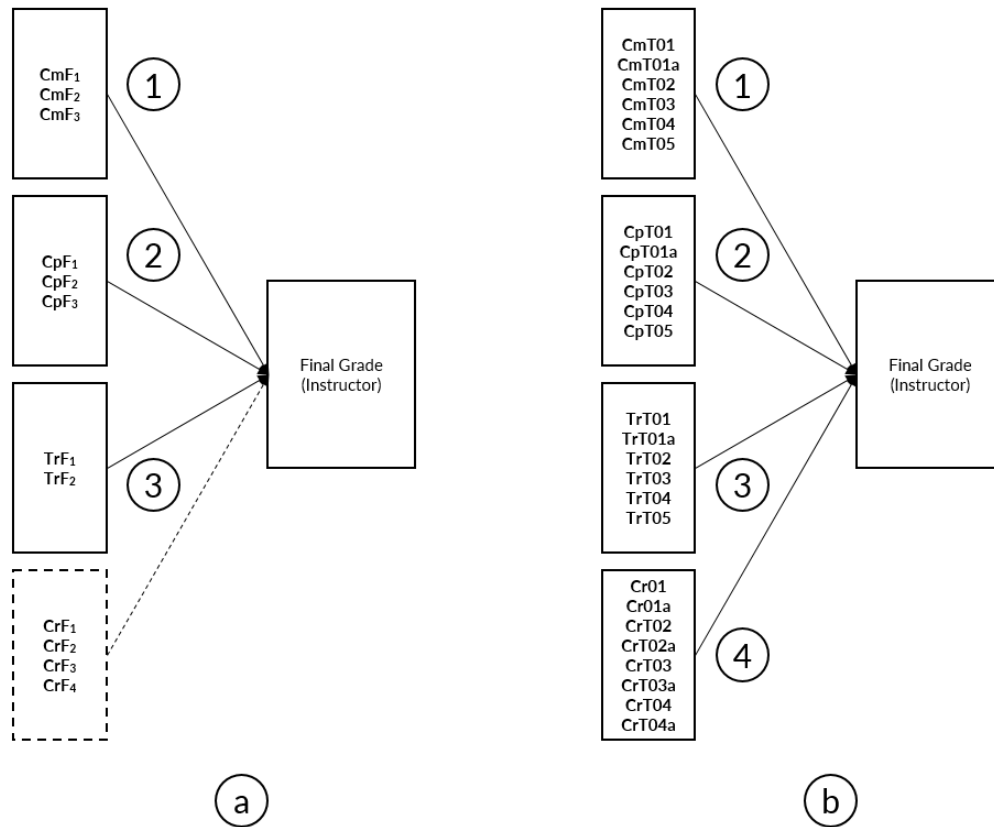 CmF₁
CmF₂
CmF₃
1
CpF₁
CpF₂
CpF₃
2
Final Grade
(Instructor)
TrF₁
TrF₂
3
CrF₁
CrF₂
CrF₃
CrF₄
a
CmT01
CmT01a
CmT02
CmT03
CmT04
CmT05
1
CpT01
CpT01a
CpT02
CpT03
CpT04
CpT05
2
Final Grade
(Instructor)
TrT01
TrT01a
TrT02
TrT03
TrT04
TrT05
3
Cr01
Cr01a
CrT02
CrT02a
CrT03
CrT03a
CrT04
CrT04a
4
b